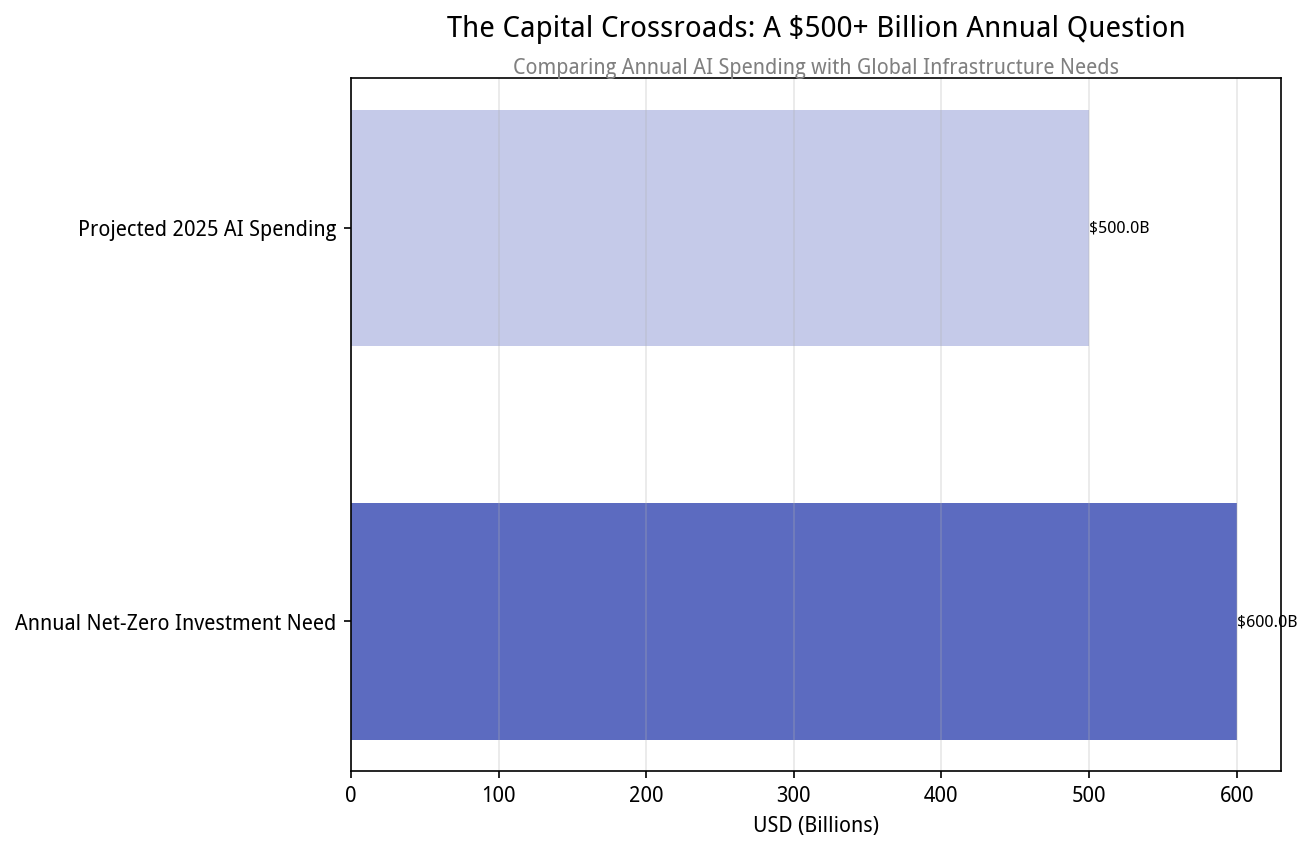 The Capital Crossroads: A $500+ Billion Annual Question
Comparing Annual AI Spending with Global Infrastructure Needs
Projected 2025 AI Spending
$500.0B
Annual Net-Zero Investment Need
$600.0B
0 100 200 300 400 500 600
USD (Billions)